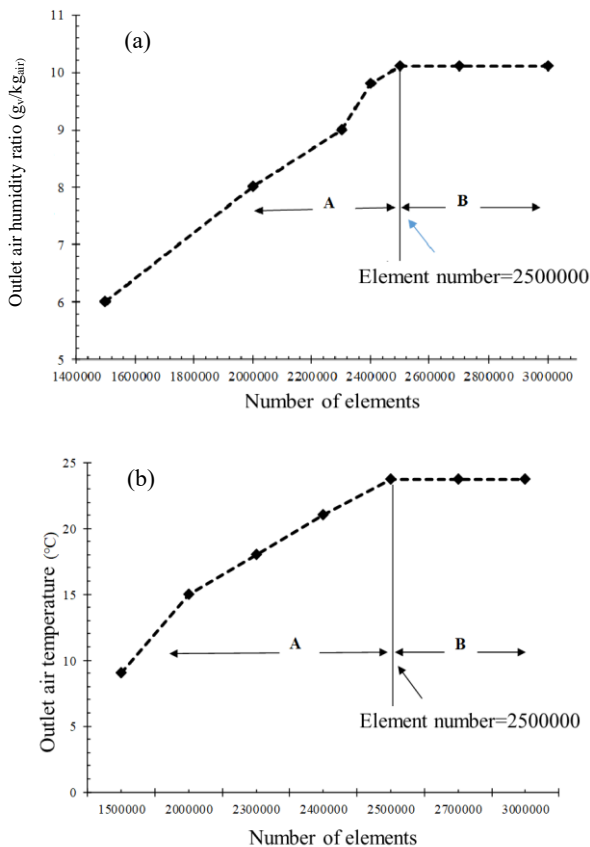 (a)
Outlet air humidity ratio (gv/kgair)
11
10
9
8
7
6
5
A
B
Element number=2500000
1400000 1600000 1800000 2000000 2200000 2400000 2600000 2800000 3000000
Number of elements
(b)
Outlet air temperature (°C)
25
20
15
10
5
0
A
B
Element number=2500000
1500000 2000000 2300000 2400000 2500000 2700000 3000000
Number of elements